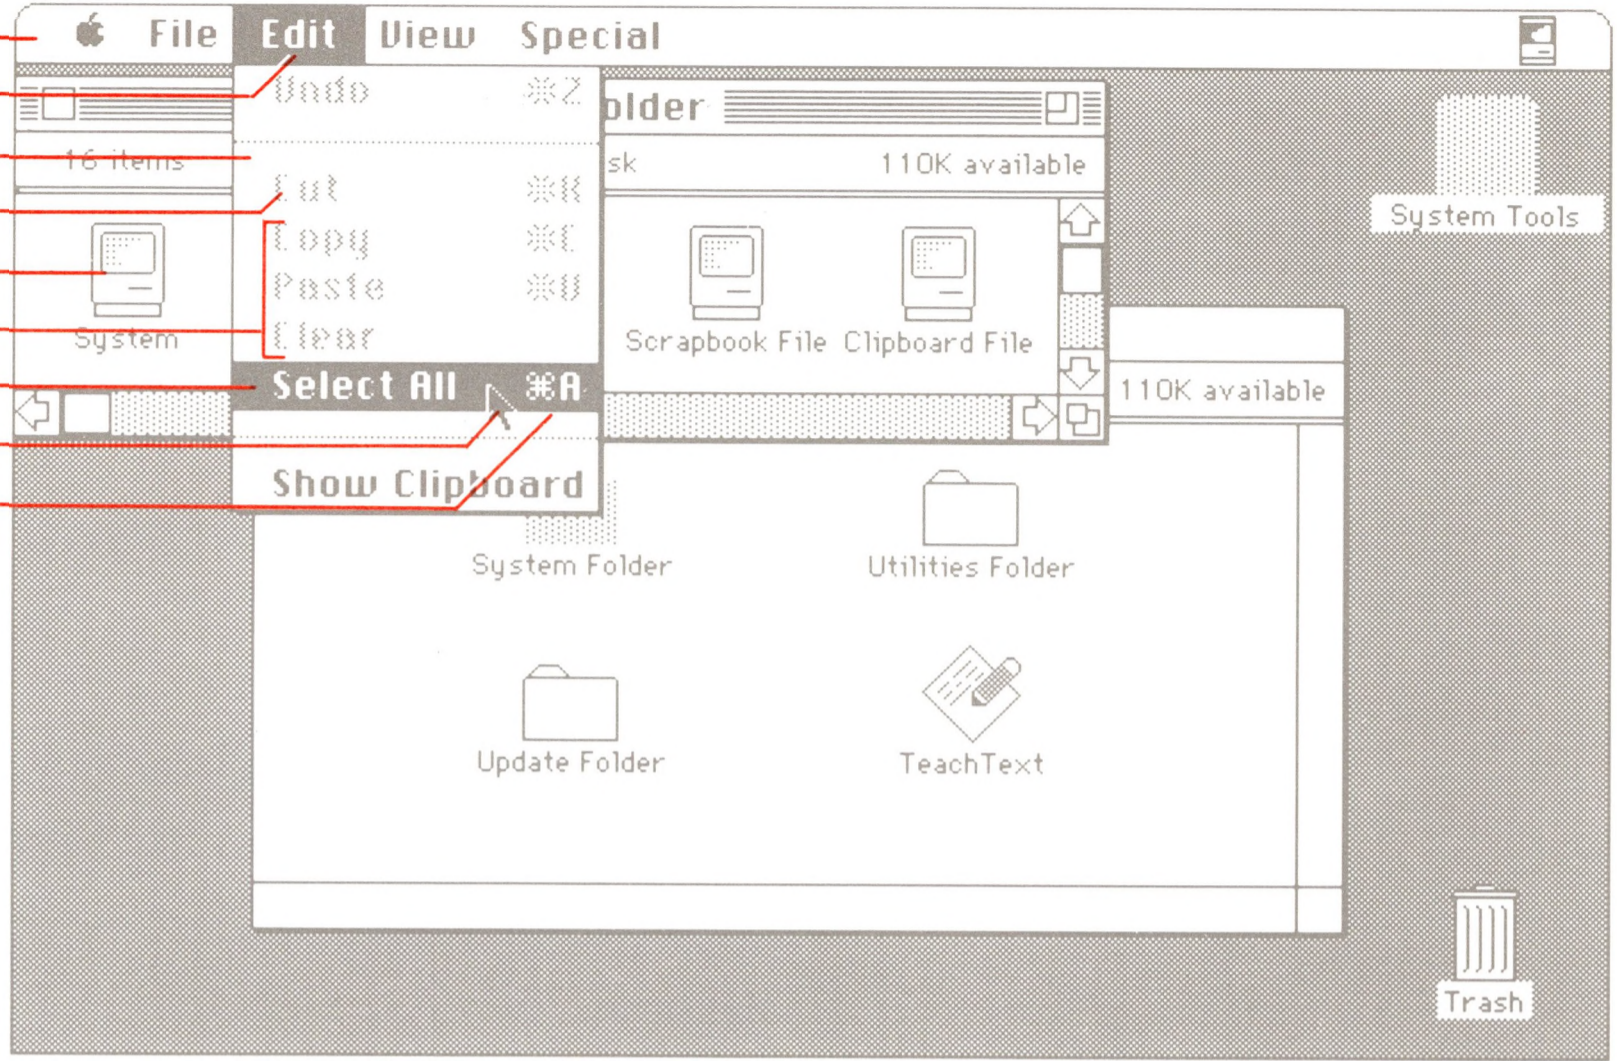 File Edit View Special
Undo ⌘Z
older
16 items
sk
110K available
Cut ⌘X
Copy ⌘C
Paste ⌘V
Clear
Select All ⌘A
Show Clipboard
System
Scrapbook File
Clipboard File
System Tools
110K available
System Folder
Utilities Folder
Update Folder
TeachText
Trash